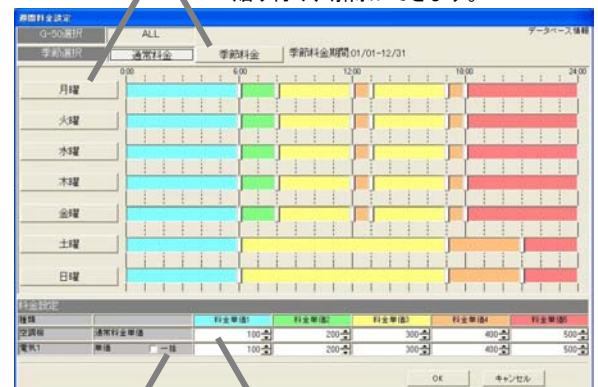 週間料金設定
G-50選択 ALL データベース情報
季節選択 通常料金 季節料金 季節料金期間:01/01-12/31
0:00 6:00 12:00 18:00 24:00
月曜
火曜
水曜
木曜
金曜
土曜
日曜
料金設定
種類 料金単価1 料金単価2 料金単価3 料金単価4 料金単価5
空調機 通常料金単価 100 200 300 400 500
電気1 単価 一括 100 200 300 400 500
OK キャンセル